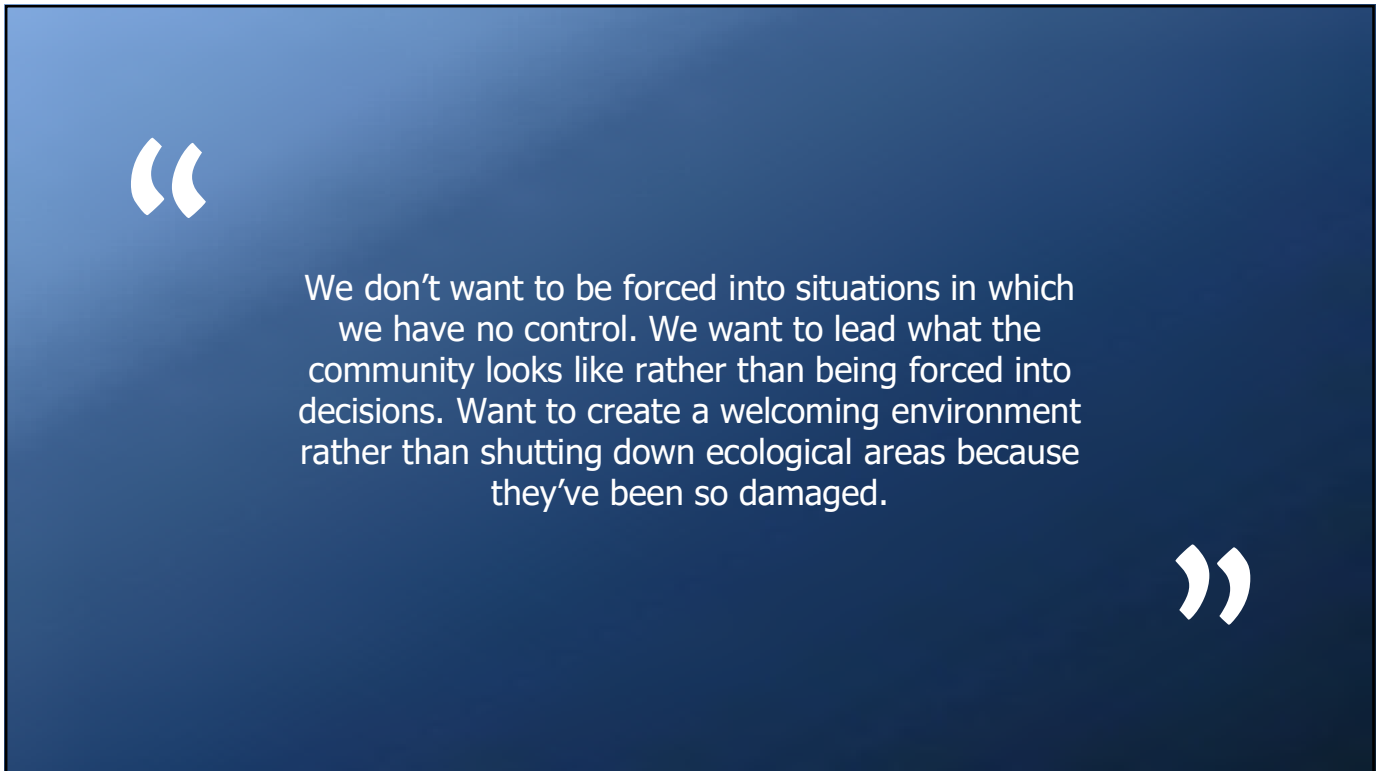 “
We don’t want to be forced into situations in which
we have no control. We want to lead what the
community looks like rather than being forced into
decisions. Want to create a welcoming environment
rather than shutting down ecological areas because
they’ve been so damaged.
”